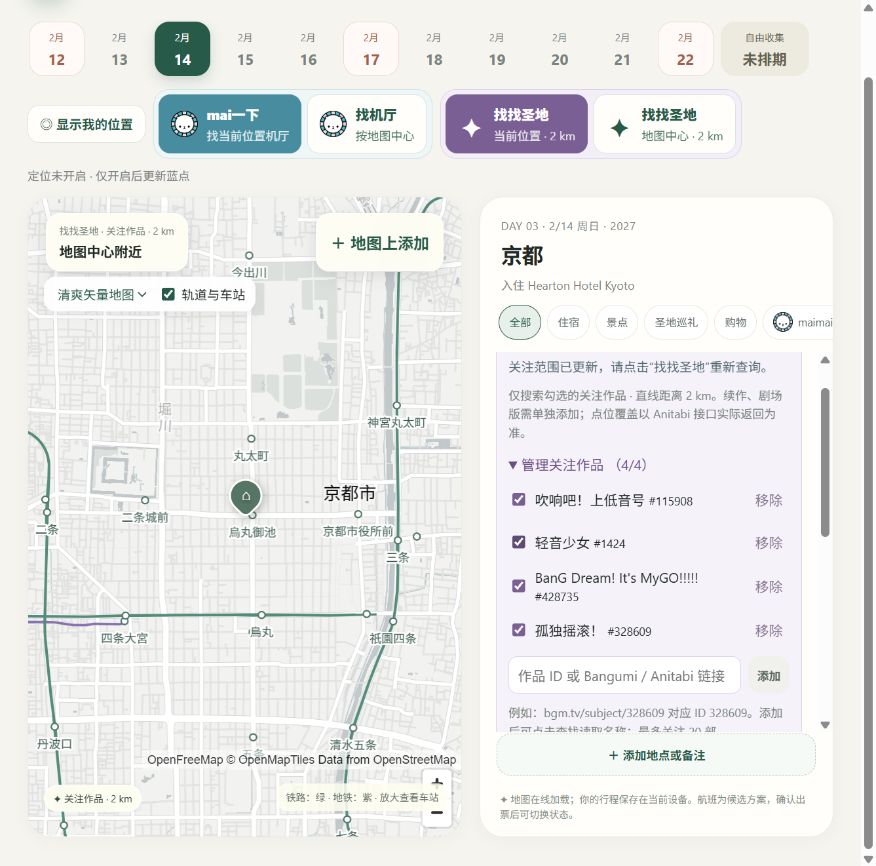 2月 2月 2月 2月 2月 2月 2月 2月 2月 2月 2月 自由收集
12 13 14 15 16 17 18 19 20 21 22 未排期
◎ 显示我的位置
mai一下
找当前位置机厅
找机厅
按地图中心
找找圣地
当前位置 · 2 km
找找圣地
地图中心 · 2 km
定位未开启 · 仅开启后更新蓝点
找找圣地 · 关注作品 · 2 km
地图中心附近
+ 地图上添加
清爽矢量地图
轨道与车站
今出川
堀川
神宮丸太町
丸太町
京都市
二条
二条城前
烏丸御池
京都市役所前
三条
四条大宮
烏丸
祇園四条
丹波口
清水五条
五条
OpenFreeMap © OpenMapTiles Data from OpenStreetMap
✦ 关注作品 · 2 km
铁路：绿 · 地铁：紫 · 放大查看车站
+
−
七条
DAY 03 · 2/14 周日 · 2027
京都
入住 Hearton Hotel Kyoto
全部 住宿 景点 圣地巡礼 购物 maimai
关注范围已更新，请点击“找找圣地”重新查询。
仅搜索勾选的关注作品 · 直线距离 2 km。续作、剧场
版需单独添加；点位覆盖以 Anitabi 接口实际返回为
准。
▼ 管理关注作品 （4/4）
吹响吧！上低音号 #115908 移除
轻音少女 #1424 移除
BanG Dream! It's MyGO!!!!!
#428735 移除
孤独摇滚！ #328609 移除
作品 ID 或 Bangumi / Anitabi 链接 添加
例如：bgm.tv/subject/328609 对应 ID 328609。添加
后可点击查找读取名称；最多关注 20 部
+ 添加地点或备注
✦ 地图在线加载；你的行程保存在当前设备。航班为候选方案，确认出
票后可切换状态。